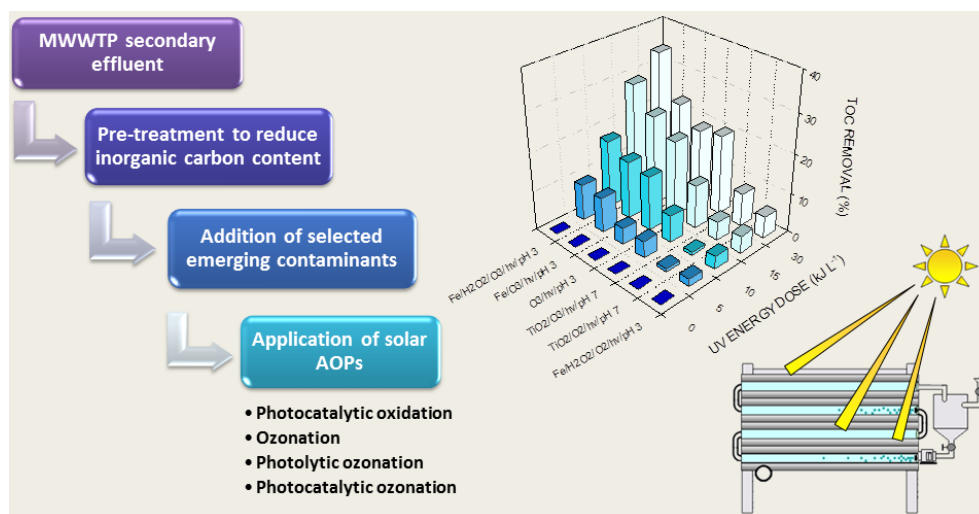 MWWTP secondary
effluent
Pre-treatment to reduce
inorganic carbon content
Addition of selected
emerging contaminants
Application of solar
AOPs
• Photocatalytic oxidation
• Ozonation
• Photolytic ozonation
• Photocatalytic ozonation
40
30
20
10
0
TOC REMOVAL (%)
Fe/H2O2/O3/hv/pH 3
Fe/O3/hv/pH 3
O3/hv/pH 3
TiO2/O3/hv/pH 7
TiO2/O2/hv/pH 7
Fe/H2O2/O2/hv/pH 3
0
5
10
15
30
UV ENERGY DOSE (kJ L⁻¹)